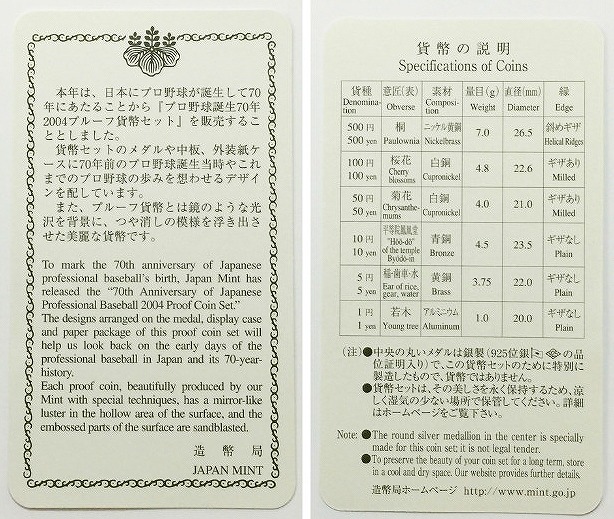 本年は、日本にプロ野球が誕生して70
年にあたることから『プロ野球誕生70年
2004プルーフ貨幣セット』を販売するこ
ととしました。
貨幣セットのメダルや中板、外装紙ケ
ースに70年前のプロ野球誕生当時やこれ
までのプロ野球の歩みを想わせるデザイ
ンを配しています。
また、プルーフ貨幣とは鏡のような光
沢を背景に、つや消しの模様を浮き出さ
せた美麗な貨幣です。
To mark the 70th anniversary of Japanese
professional baseball's birth, Japan Mint has
released the "70th Anniversary of Japanese
Professional Baseball 2004 Proof Coin Set."
The designs arranged on the medal, display case
and paper package of this proof coin set will
help us look back on the early days of the
professional baseball in Japan and its 70-year-
history.
Each proof coin, beautifully produced by our
Mint with special techniques, has a mirror-like
luster in the hollow area of the surface, and the
embossed parts of the surface are sandblasted.
造幣局
JAPAN MINT
貨幣の説明
Specifications of Coins
貨種 意匠(表) 素材 量目(g) 直径(mm) 縁
Denomina-tion Obverse Composi-tion Weight Diameter Edge
500円 桐 ニッケル黄銅 7.0 26.5 斜めギザ
500 yen Paulownia Nickelbrass Helical Ridges
100円 桜花 白銅 4.8 22.6 ギザあり
100 yen Cherry blossoms Cupronickel Milled
50円 菊花 白銅 4.0 21.0 ギザあり
50 yen Chrysanthe-mums Cupronickel Milled
10円 平等院鳳凰堂 青銅 4.5 23.5 ギザなし
10 yen "Hōō-dō" of the temple Byōdō-in Bronze Plain
5円 稲・歯車・水 黄銅 3.75 22.0 ギザなし
5 yen Ear of rice, gear, water Brass Plain
1円 若木 アルミニウム 1.0 20.0 ギザなし
1 yen Young tree Aluminum Plain
(注)●中央の丸いメダルは銀製(925位銀 の品
位証明入り)で、この貨幣セットのために特別に
製造したもので、貨幣ではありません。
●貨幣セットは、その美しさを永く保持するため、涼
しく湿気の少ない場所で保管してください。詳細
はホームページをご覧下さい。
Note: ●The round silver medallion in the center is specially
made for this coin set; it is not legal tender.
●To preserve the beauty of your coin set for a long term, store
in a cool and dry space. Our website provides further details.
造幣局ホームページ http://www.mint.go.jp